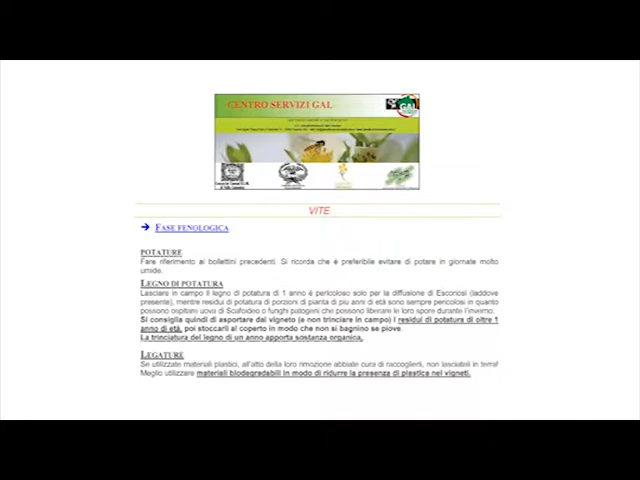 CENTRO SERVIZI GAL
GAL
VITE
FASE FENOLOGICA
POTATURE
Fare riferimento ai bollettini precedenti. Si ricorda che è preferibile evitare di potare in giornate molto
umide.
LEGNO DI POTATURA
Lasciare in campo il legno di potatura di 1 anno è pericoloso solo per la diffusione di Escoriosi (laddove
presente), mentre residui di potatura di porzioni di pianta di più anni di età sono sempre pericolosi in quanto
possono ospitare uova di Scafoideo o funghi patogeni che possono liberare le loro spore durante l'inverno.
Si consiglia quindi di asportare dal vigneto (e non trinciare in campo) i residui di potatura di oltre 1
anno di età, poi stoccarli al coperto in modo che non si bagnino se piove.
La trinciatura del legno di un anno apporta sostanza organica.
LEGATURE
Se utilizzate materiali plastici, all'atto della loro rimozione abbiate cura di raccoglierli, non lasciateli in terra!
Meglio utilizzare materiali biodegradabili in modo di ridurre la presenza di plastica nei vigneti.